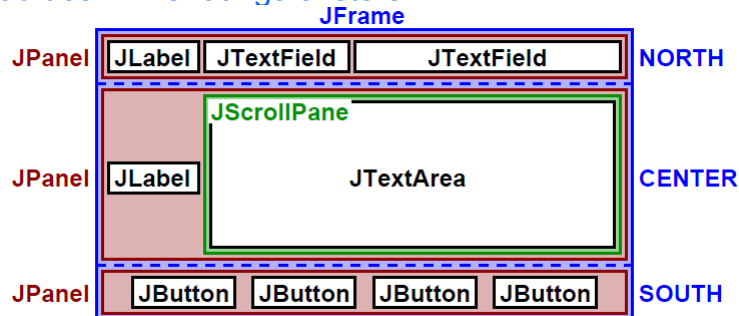 JFrame
JPanel JLabel JTextField JTextField NORTH
JScrollPane
JPanel JLabel JTextArea CENTER
JPanel JButton JButton JButton JButton SOUTH